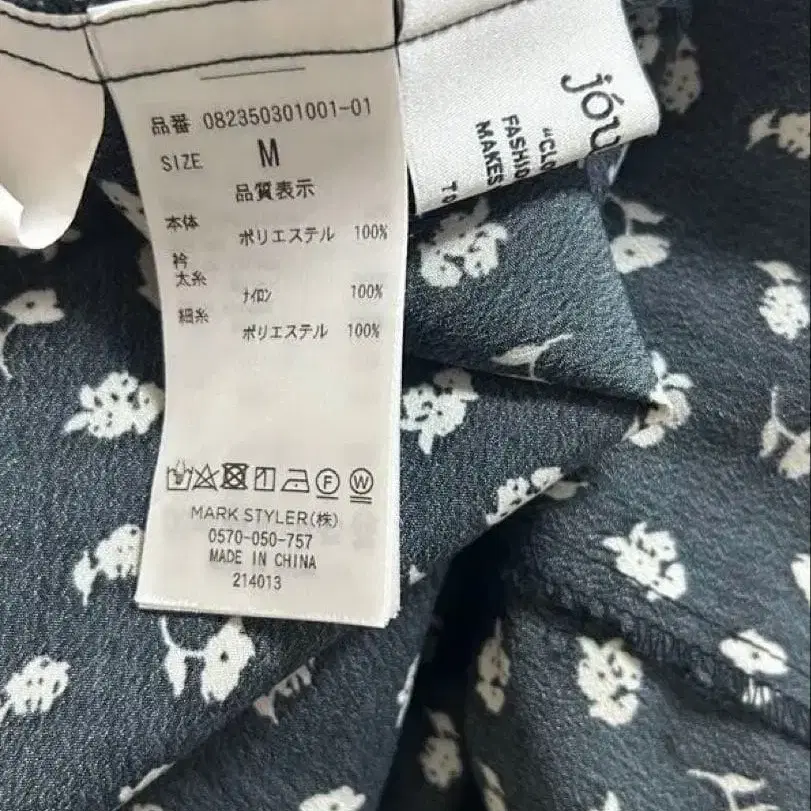 品番 082350301001-01
SIZE M
品質表示
本体 ポリエステル 100%
衿
太糸 ナイロン 100%
細糸 ポリエステル 100%
F W
MARK STYLER(株)
0570-050-757
MADE IN CHINA
214013
jóu
"CLO
FASHIO
MAKES
TO